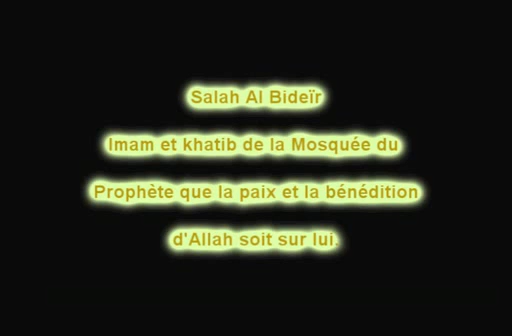 Salah Al Bideïr
Imam et khatib de la Mosquée du
Prophète que la paix et la bénédition
d'Allah soit sur lui.